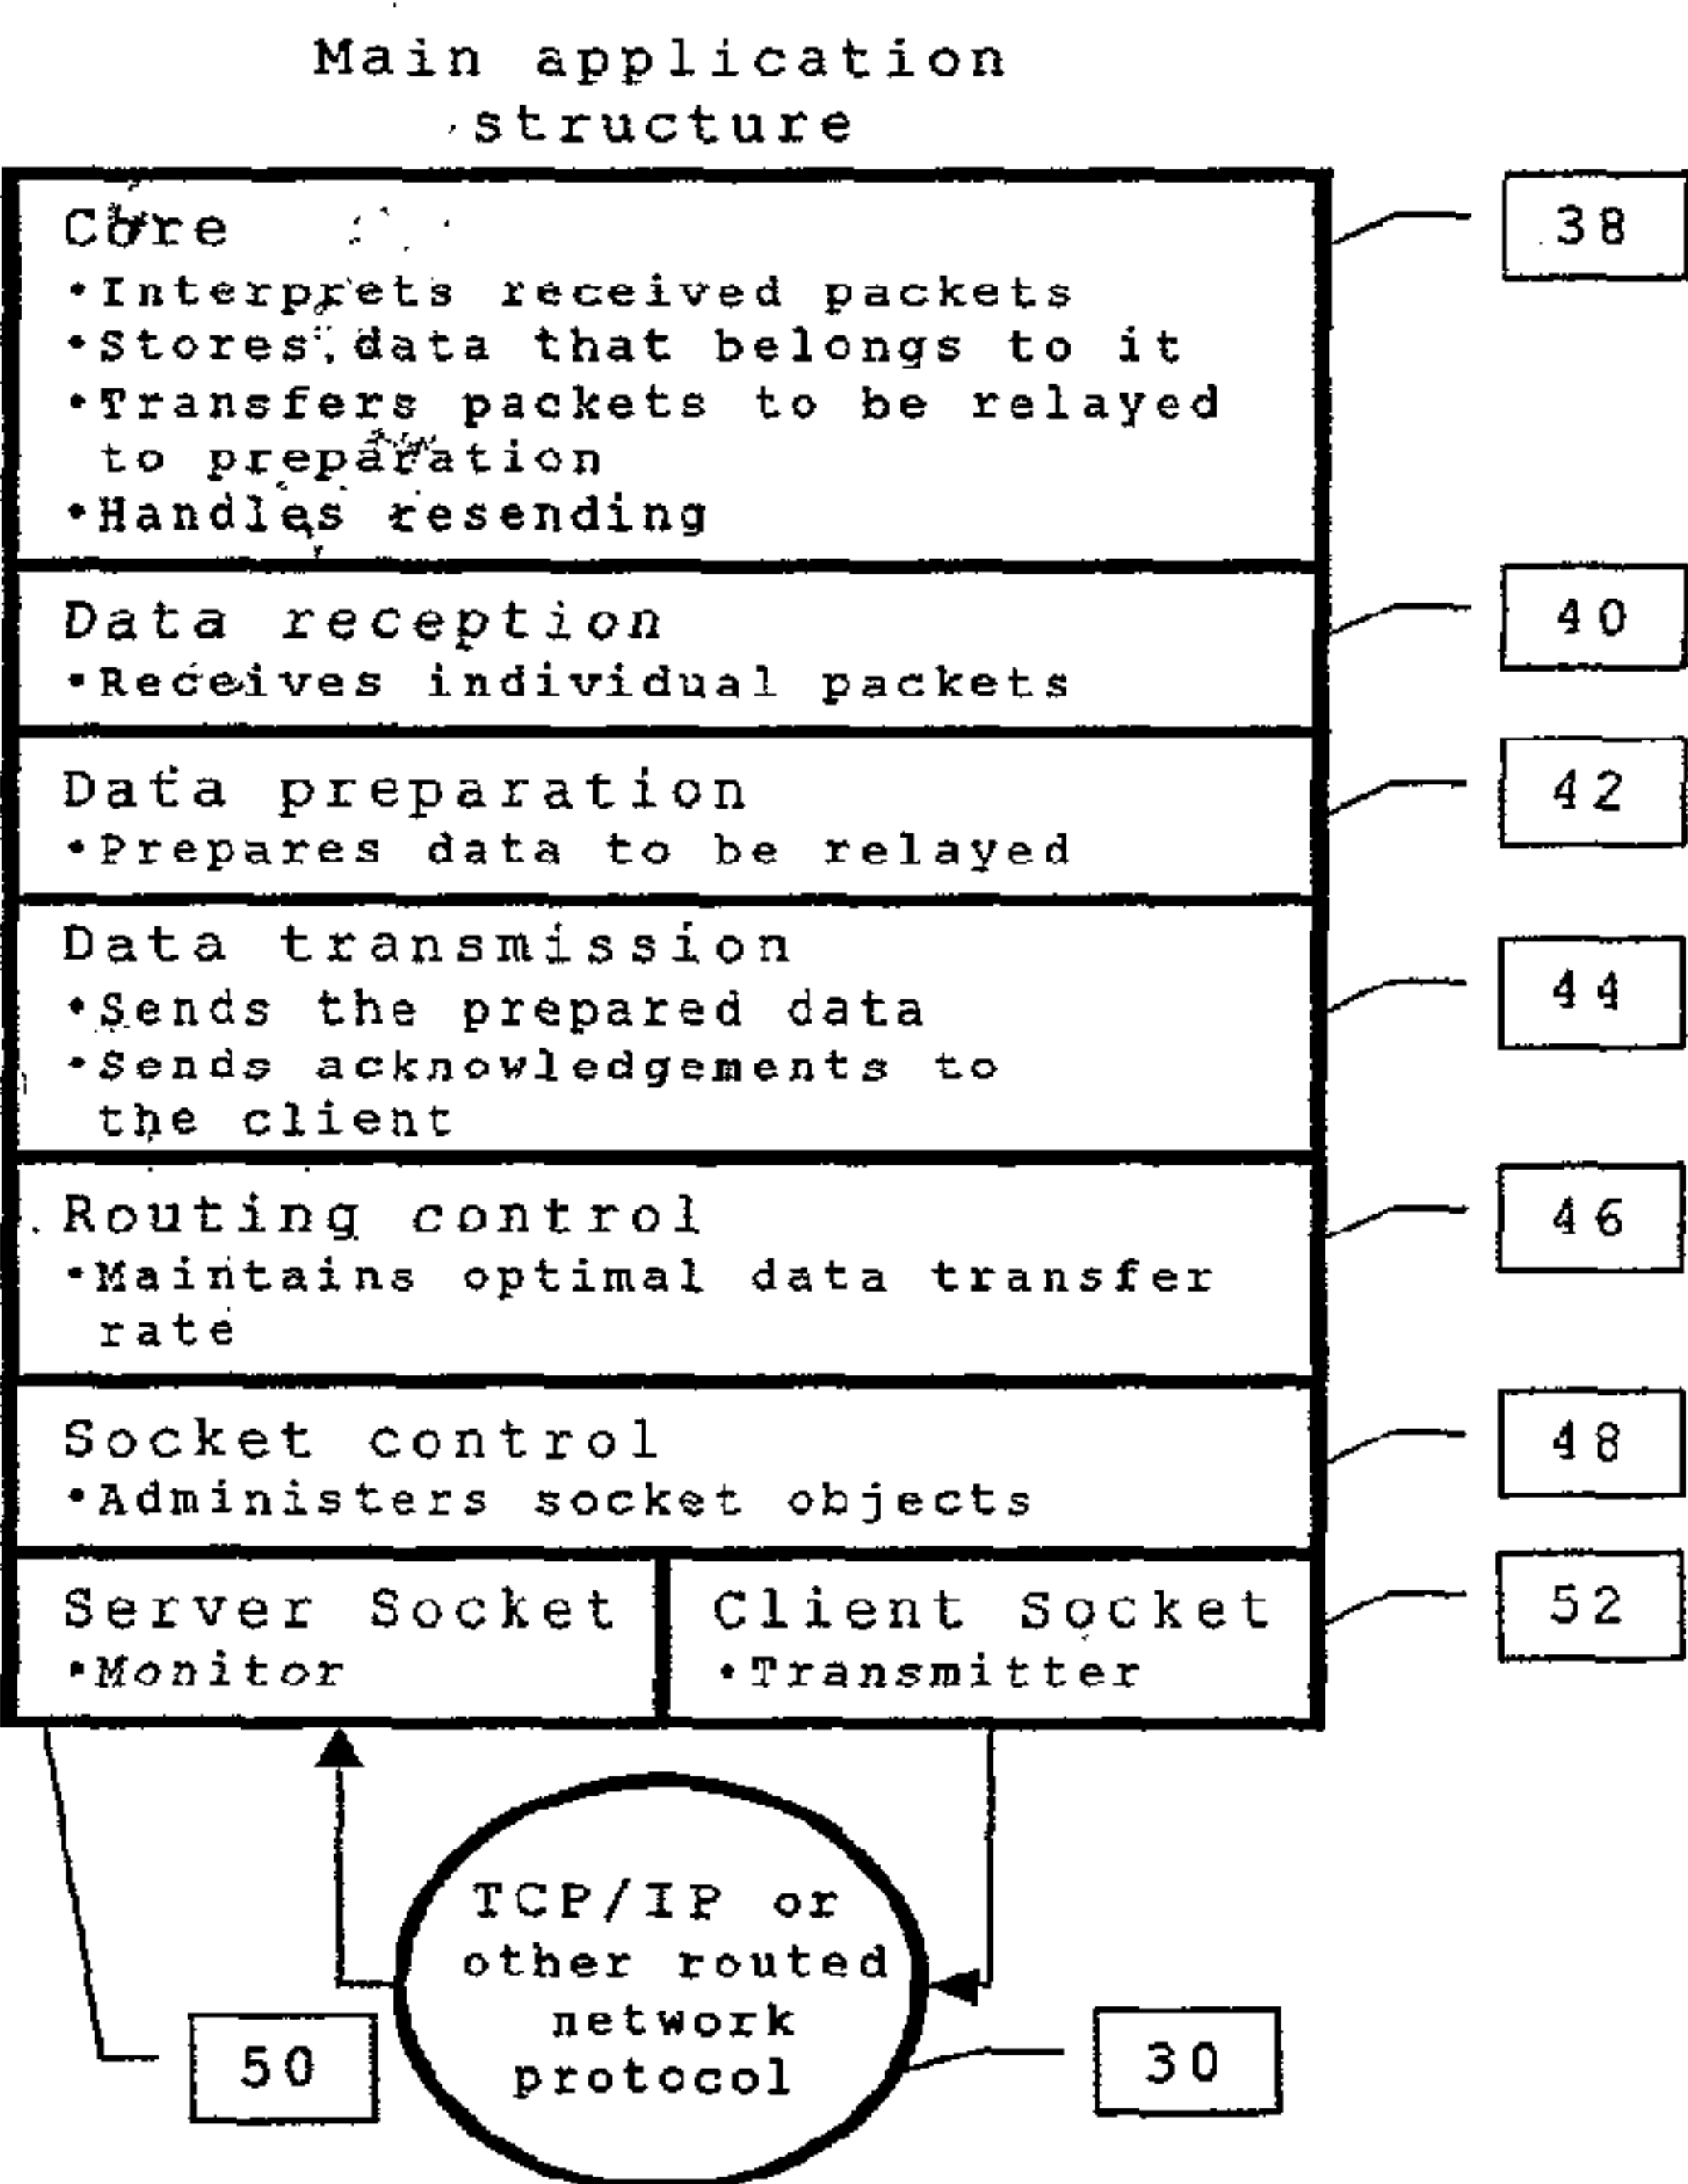 Main application
structure
Core
•Interprets received packets
•Stores data that belongs to it
•Transfers packets to be relayed
to preparation
•Handles resending
38
Data reception
•Receives individual packets
40
Data preparation
•Prepares data to be relayed
42
Data transmission
•Sends the prepared data
•Sends acknowledgements to
the client
44
Routing control
•Maintains optimal data transfer
rate
46
Socket control
•Administers socket objects
48
Server Socket
•Monitor
Client Socket
•Transmitter
52
TCP/IP or
other routed
network
protocol
50
30